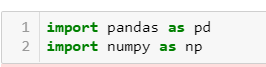 1 import pandas as pd
2 import numpy as np